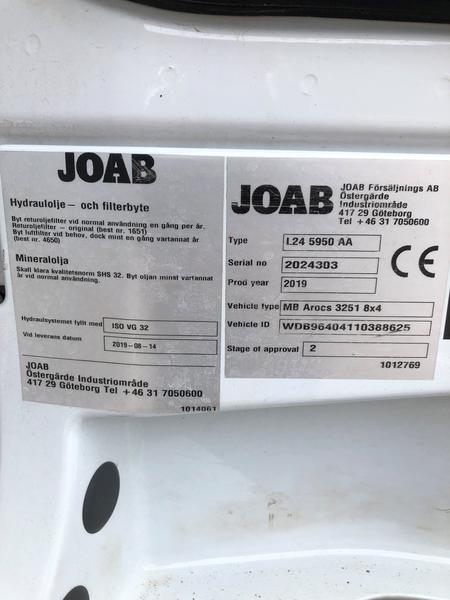 JOAB
Hydraulolje – och filterbyte
Byt returoljefilter vid normal användning en gång per år.
Returoljefilter – original (best nr. 1651)
Byt luftfilter vid behov, dock minst en gång vartannat år
(best nr. 4650)
Mineralolja
Skall klara kvalitetsnorm SHS 32. Byt oljan minst vartannat
år vid normal användning.
Hydraulsystemet fyllt med ISO VG 32
Vid leverans datum 2019-08-14
JOAB
Östergärde Industriområde
417 29 Göteborg Tel +46 31 7050600
1014061
JOAB
JOAB Försäljnings AB
Östergärde
Industriområde
417 29 Göteborg
Tel +46 31 7050600
Type L24 5950 AA
Serial no 2024303
Prod year 2019
CE
Vehicle type MB Arocs 3251 8x4
Vehicle ID WDB96404110388625
Stage of approval 2
1012769